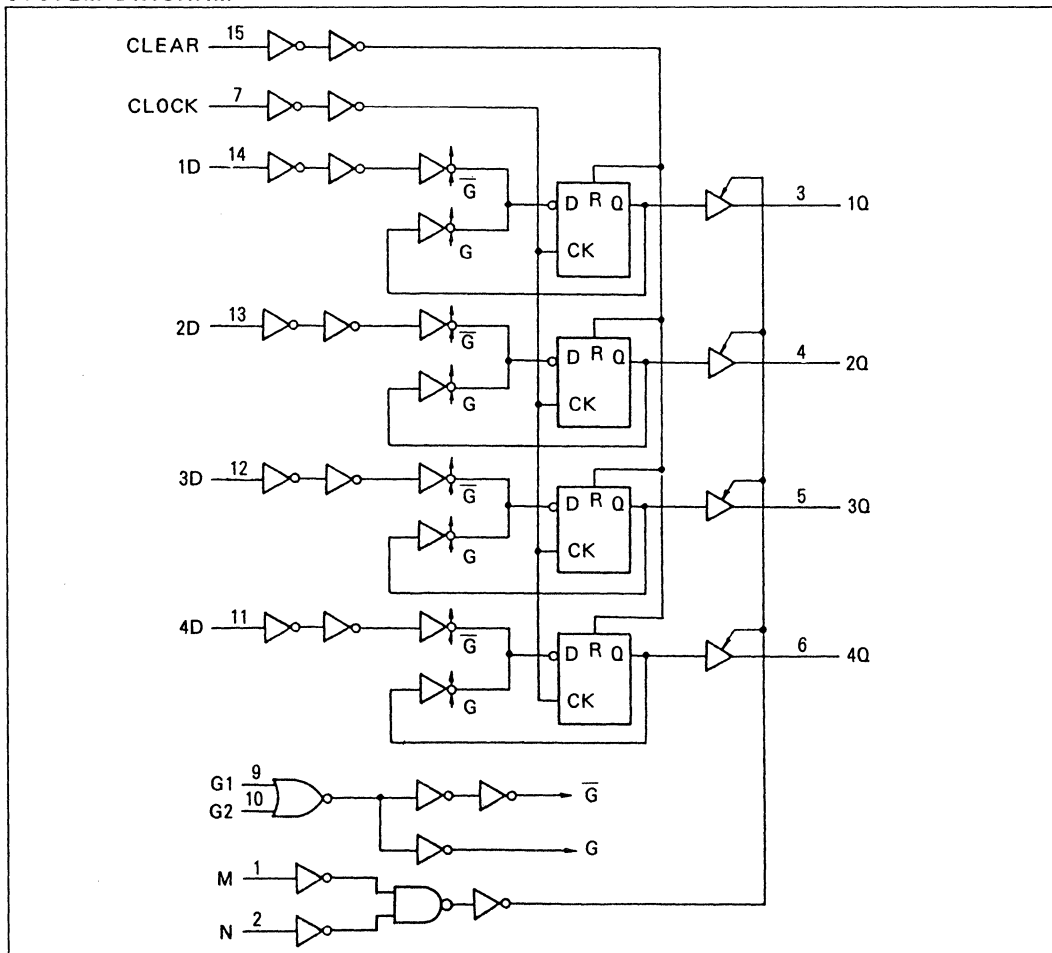 CLEAR 15
CLOCK 7
1D 14
G̅
D R Q
3 1Q
G
CK
2D 13
G̅
D R Q
4 2Q
G
CK
3D 12
G̅
D R Q
5 3Q
G
CK
4D 11
G̅
D R Q
6 4Q
G
CK
G1 9
G̅
G2 10
G
M 1
N 2